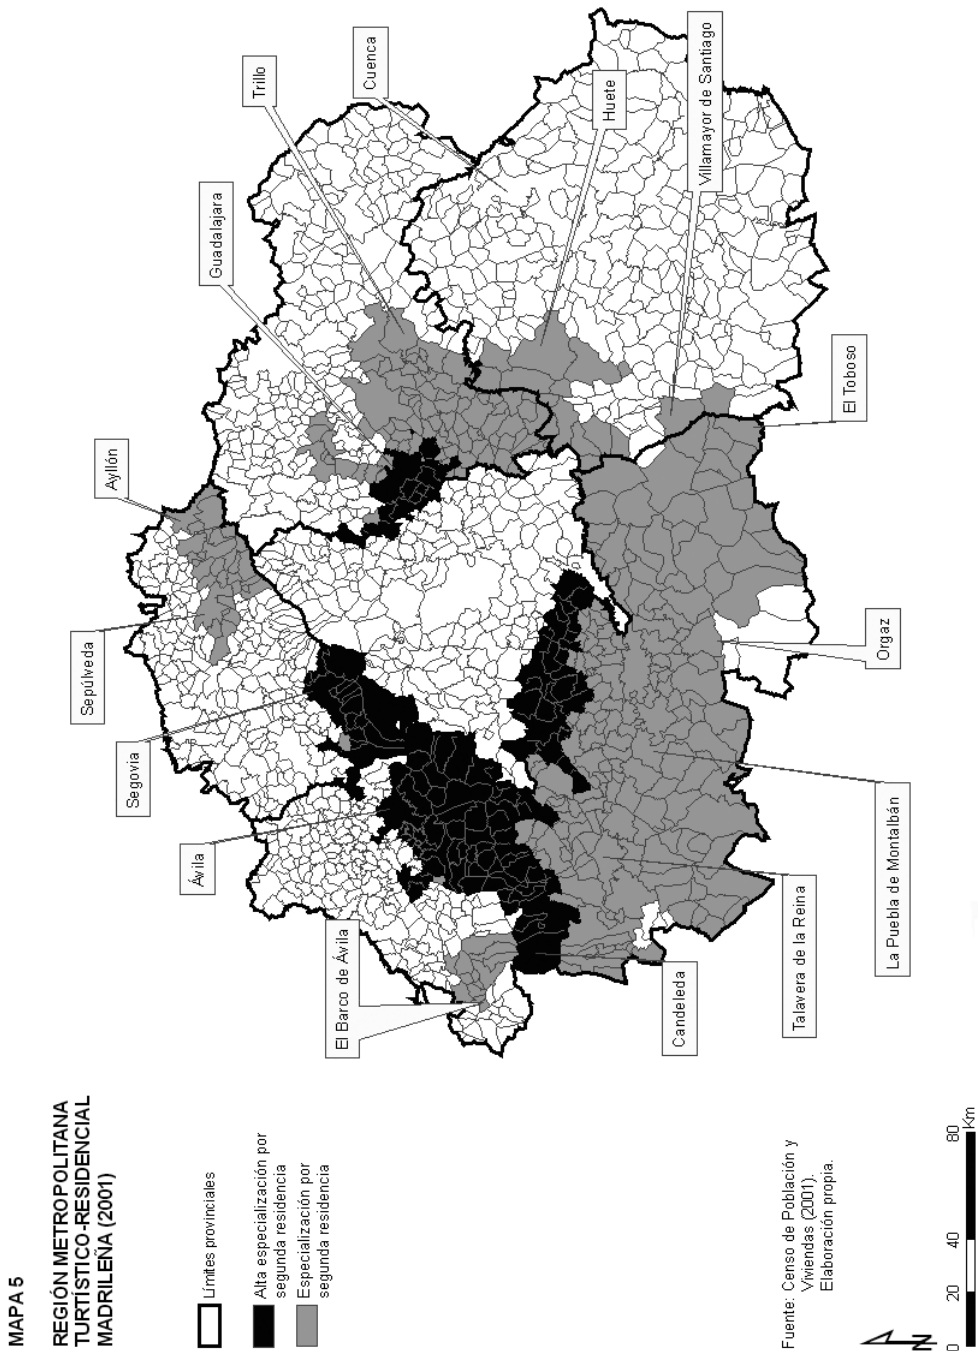 MAPA 5
REGIÓN METROPOLITANA
TURTÍSTICO-RESIDENCIAL
MADRILEÑA (2001)
Límites provinciales
Alta especialización por
segunda residencia
Especialización por
segunda residencia
Fuente: Censo de Población y
Viviendas (2001).
Elaboración propia.
N
0 20 40 80
Km
Sepúlveda
Ayllón
Segovia
Ávila
Guadalajara
Trillo
Cuenca
Huete
Villamayor de Santiago
El Toboso
Orgaz
La Puebla de Montalbán
Talavera de la Reina
Candeleda
El Barco de Ávila